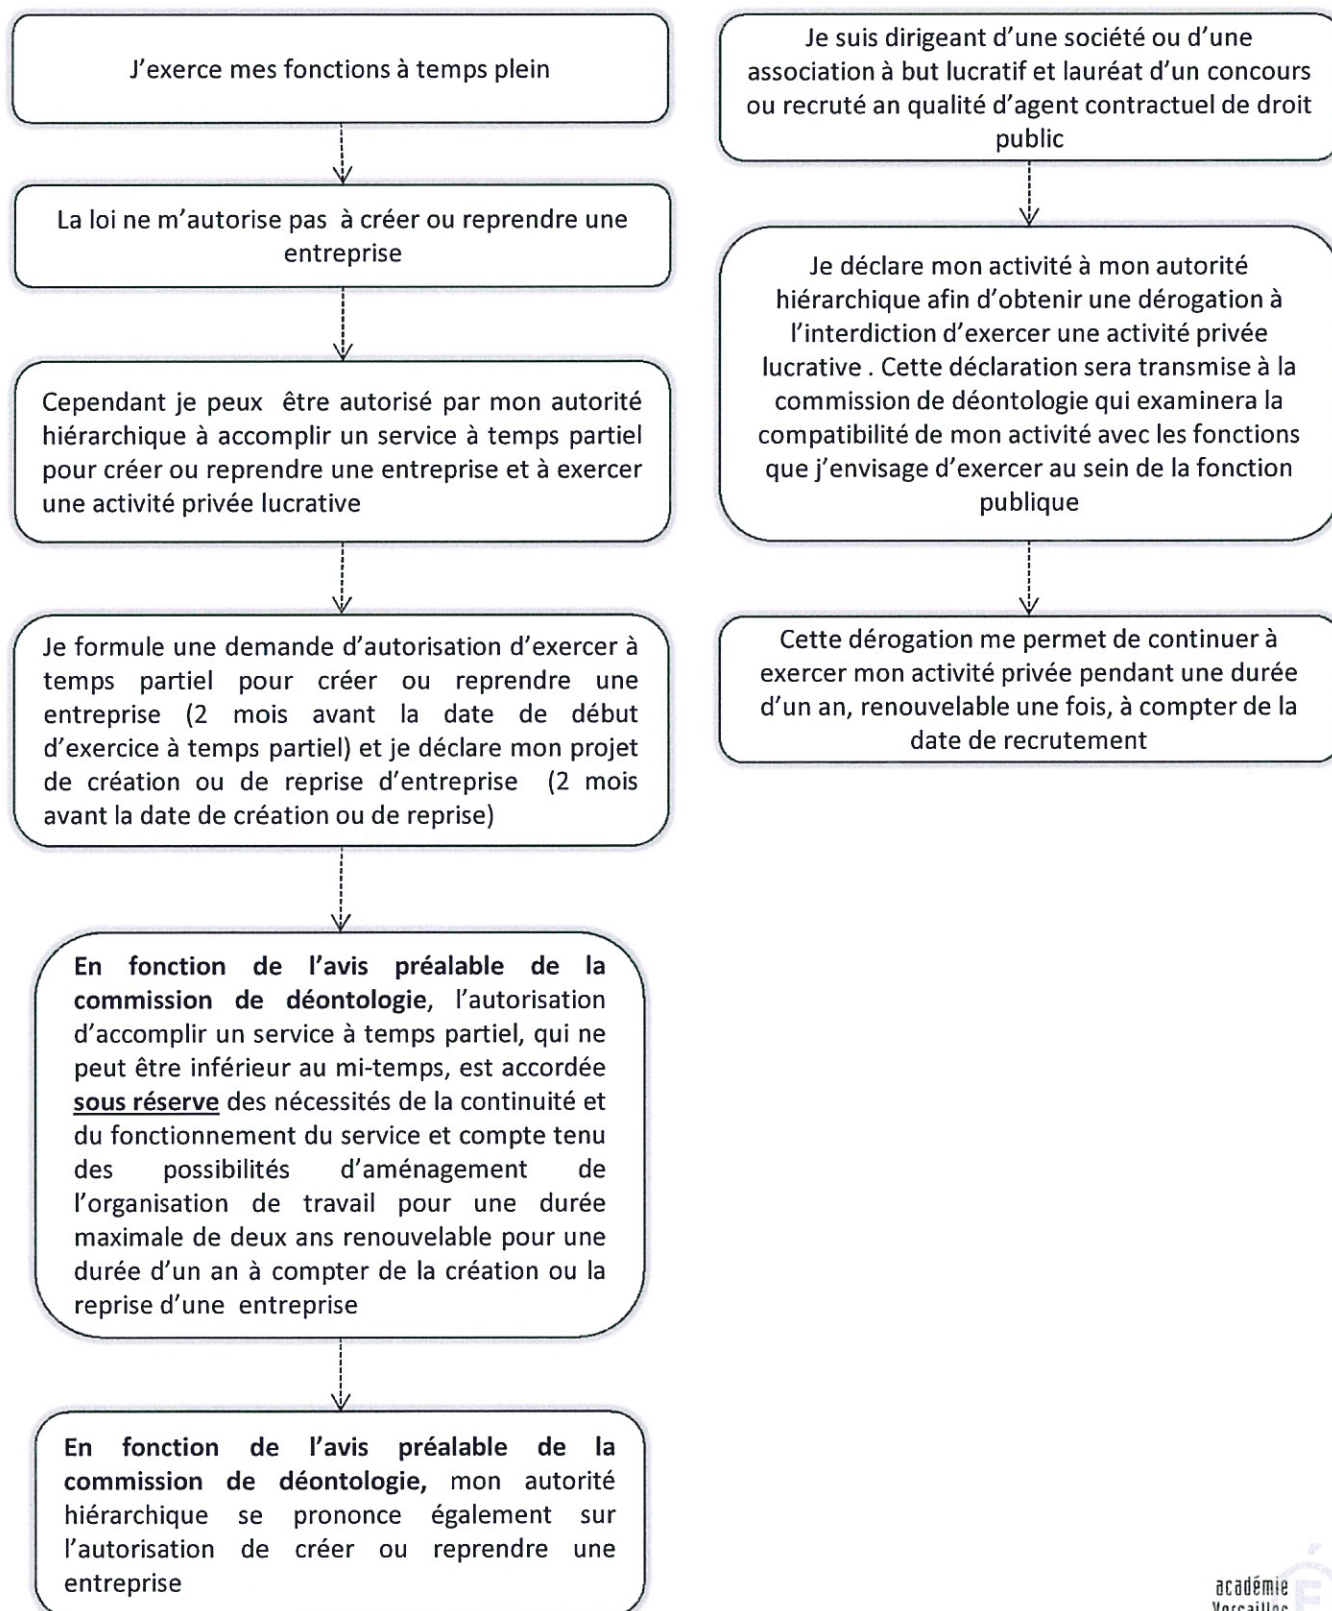 J'exerce mes fonctions à temps plein
La loi ne m'autorise pas à créer ou reprendre une
entreprise
Cependant je peux être autorisé par mon autorité
hiérarchique à accomplir un service à temps partiel
pour créer ou reprendre une entreprise et à exercer
une activité privée lucrative
Je formule une demande d'autorisation d'exercer à
temps partiel pour créer ou reprendre une
entreprise (2 mois avant la date de début
d'exercice à temps partiel) et je déclare mon projet
de création ou de reprise d'entreprise (2 mois
avant la date de création ou de reprise)
En fonction de l'avis préalable de la
commission de déontologie, l'autorisation
d'accomplir un service à temps partiel, qui ne
peut être inférieur au mi-temps, est accordée
sous réserve des nécessités de la continuité et
du fonctionnement du service et compte tenu
des possibilités d'aménagement de
l'organisation de travail pour une durée
maximale de deux ans renouvelable pour une
durée d'un an à compter de la création ou la
reprise d'une entreprise
En fonction de l'avis préalable de la
commission de déontologie, mon autorité
hiérarchique se prononce également sur
l'autorisation de créer ou reprendre une
entreprise
Je suis dirigeant d'une société ou d'une
association à but lucratif et lauréat d'un concours
ou recruté an qualité d'agent contractuel de droit
public
Je déclare mon activité à mon autorité
hiérarchique afin d'obtenir une dérogation à
l'interdiction d'exercer une activité privée
lucrative . Cette déclaration sera transmise à la
commission de déontologie qui examinera la
compatibilité de mon activité avec les fonctions
que j'envisage d'exercer au sein de la fonction
publique
Cette dérogation me permet de continuer à
exercer mon activité privée pendant une durée
d'un an, renouvelable une fois, à compter de la
date de recrutement
académie
Versailles